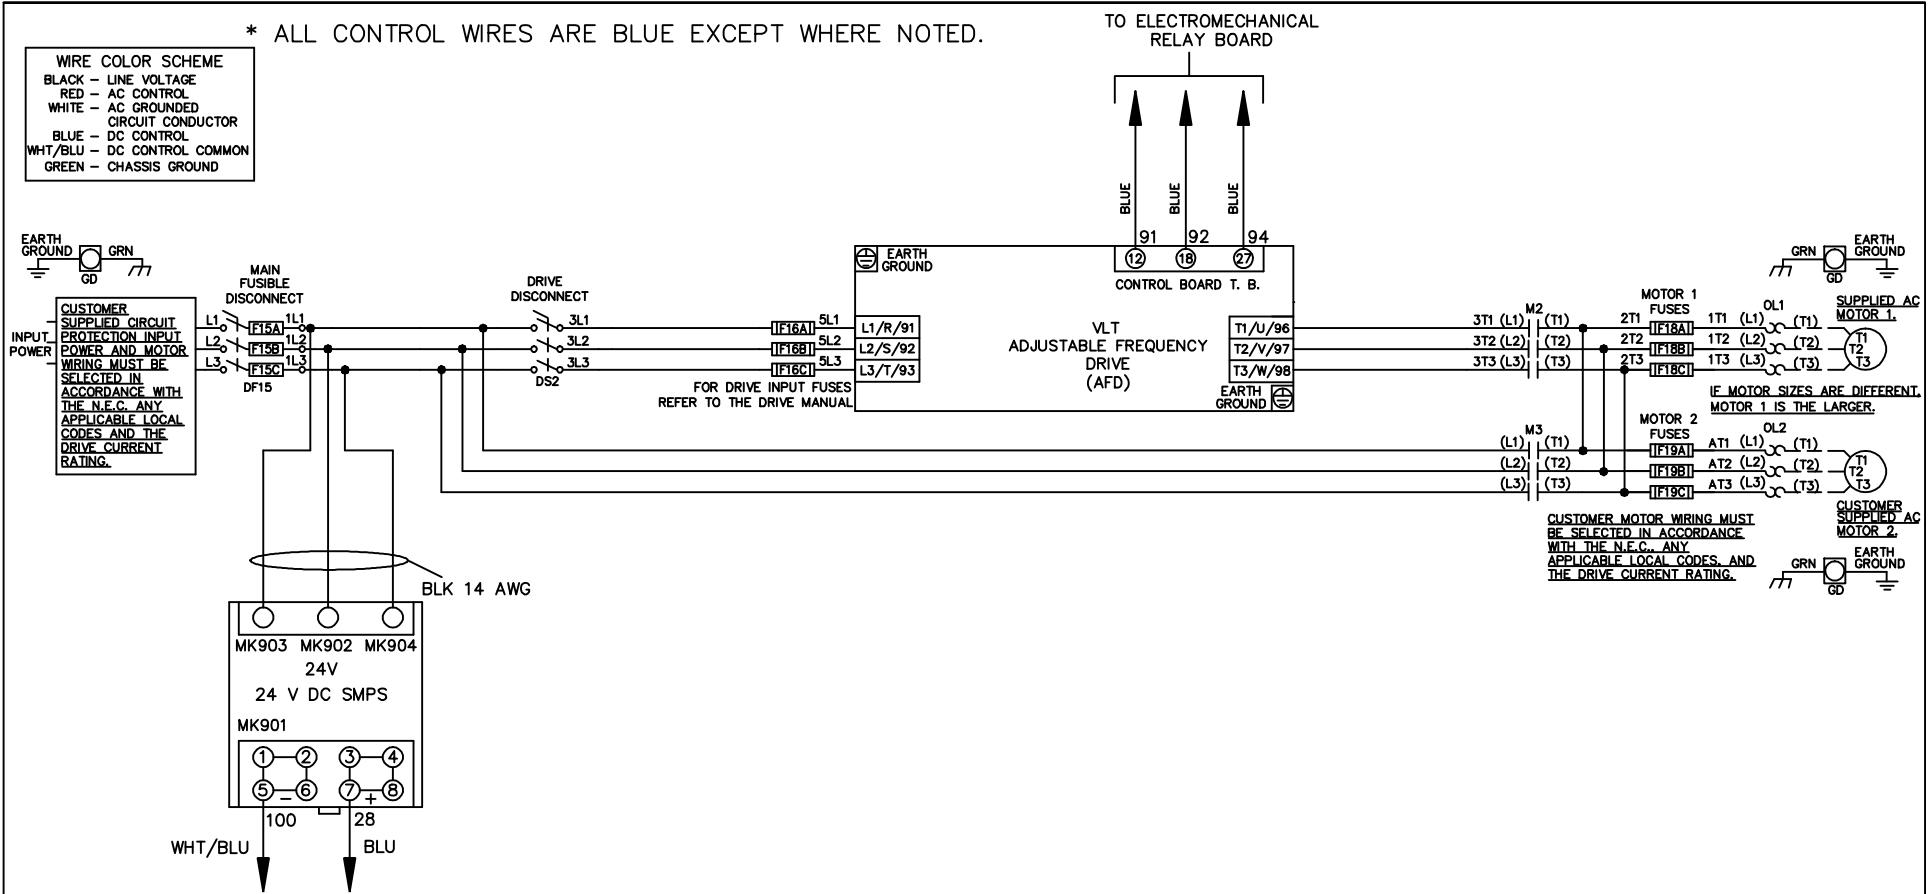 * ALL CONTROL WIRES ARE BLUE EXCEPT WHERE NOTED.
WIRE COLOR SCHEME
BLACK – LINE VOLTAGE
RED – AC CONTROL
WHITE – AC GROUNDED
CIRCUIT CONDUCTOR
BLUE – DC CONTROL
WHT/BLU – DC CONTROL COMMON
GREEN – CHASSIS GROUND
TO ELECTROMECHANICAL
RELAY BOARD
BLUE
BLUE
BLUE
91 92 94
12 18 27
CONTROL BOARD T. B.
EARTH
GROUND
GRN
GD
INPUT
POWER
CUSTOMER
SUPPLIED CIRCUIT
PROTECTION INPUT
POWER AND MOTOR
WIRING MUST BE
SELECTED IN
ACCORDANCE WITH
THE N.E.C. ANY
APPLICABLE LOCAL
CODES AND THE
DRIVE CURRENT
RATING.
MAIN
FUSIBLE
DISCONNECT
L1 F15A 1L1
L2 F15B 1L2
L3 F15C 1L3
DF15
DRIVE
DISCONNECT
3L1
3L2
3L3
DS2
F16A 5L1
F16B 5L2
F16C 5L3
FOR DRIVE INPUT FUSES
REFER TO THE DRIVE MANUAL
EARTH
GROUND
L1/R/91
L2/S/92
L3/T/93
VLT
ADJUSTABLE FREQUENCY
DRIVE
(AFD)
T1/U/96
T2/V/97
T3/W/98
EARTH
GROUND
M2
3T1 (L1) (T1)
3T2 (L2) (T2)
3T3 (L3) (T3)
MOTOR 1
FUSES
2T1 F18A 1T1 (L1)
2T2 F18B 1T2 (L2)
2T3 F18C 1T3 (L3)
OL1
(T1)
(T2)
(T3)
T1
T2
T3
GRN
GD
EARTH
GROUND
SUPPLIED AC
MOTOR 1.
IF MOTOR SIZES ARE DIFFERENT,
MOTOR 1 IS THE LARGER.
M3
(L1) (T1)
(L2) (T2)
(L3) (T3)
MOTOR 2
FUSES
F19A AT1 (L1)
F19B AT2 (L2)
F19C AT3 (L3)
OL2
(T1)
(T2)
(T3)
T1
T2
T3
CUSTOMER
SUPPLIED AC
MOTOR 2.
CUSTOMER MOTOR WIRING MUST
BE SELECTED IN ACCORDANCE
WITH THE N.E.C., ANY
APPLICABLE LOCAL CODES, AND
THE DRIVE CURRENT RATING.
GRN
GD
EARTH
GROUND
BLK 14 AWG
MK903 MK902 MK904
24V
24 V DC SMPS
MK901
1 2 3 4
5 6 7 8
– +
100 28
WHT/BLU BLU